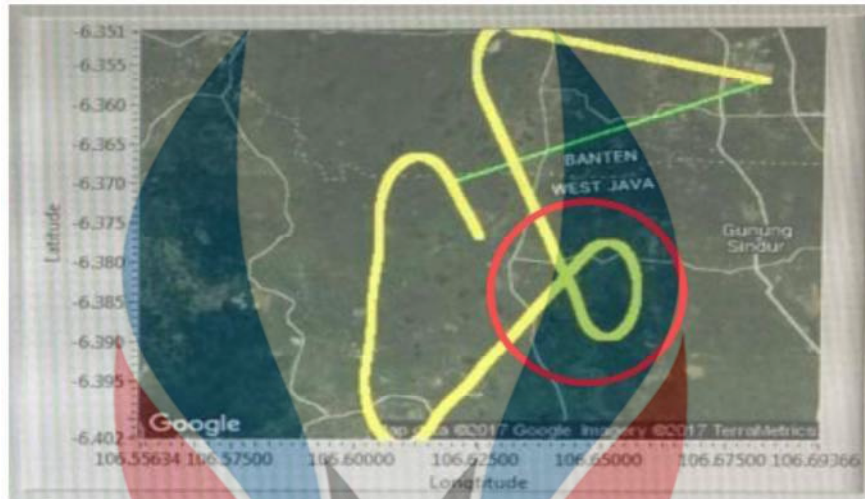 -6.351
-6.355
-6.360
-6.365
-6.370
-6.375
-6.380
-6.385
-6.390
-6.395
-6.402
Latitude
BANTEN
WEST JAVA
Gunung
Sindur
Google
Map data ©2017 Google Imagery ©2017 TerraMetrics
106.55634 106.57500 106.60000 106.62500 106.65000 106.67500 106.69366
Longtitude